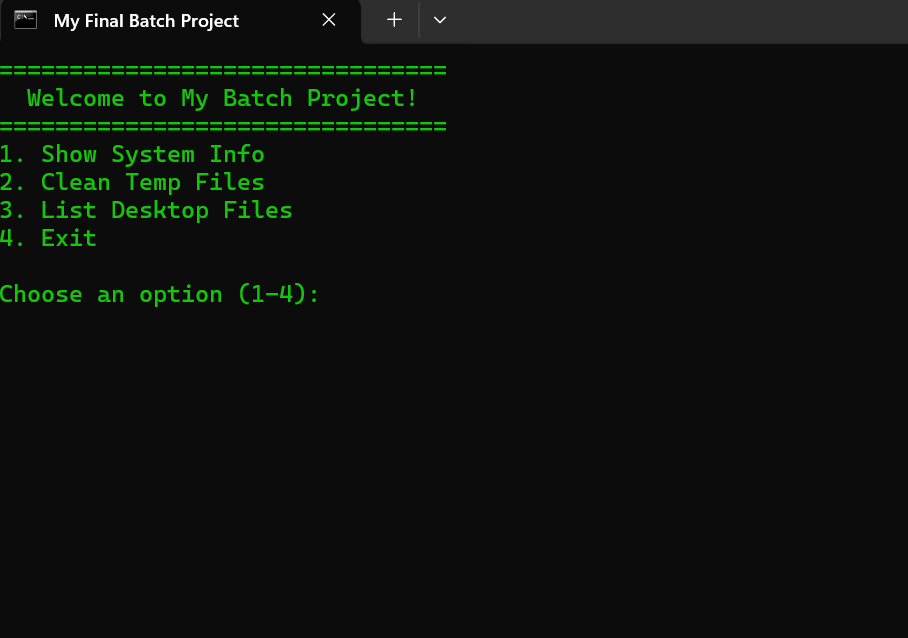 My Final Batch Project
================================
Welcome to My Batch Project!
================================
1. Show System Info
2. Clean Temp Files
3. List Desktop Files
4. Exit
Choose an option (1-4):